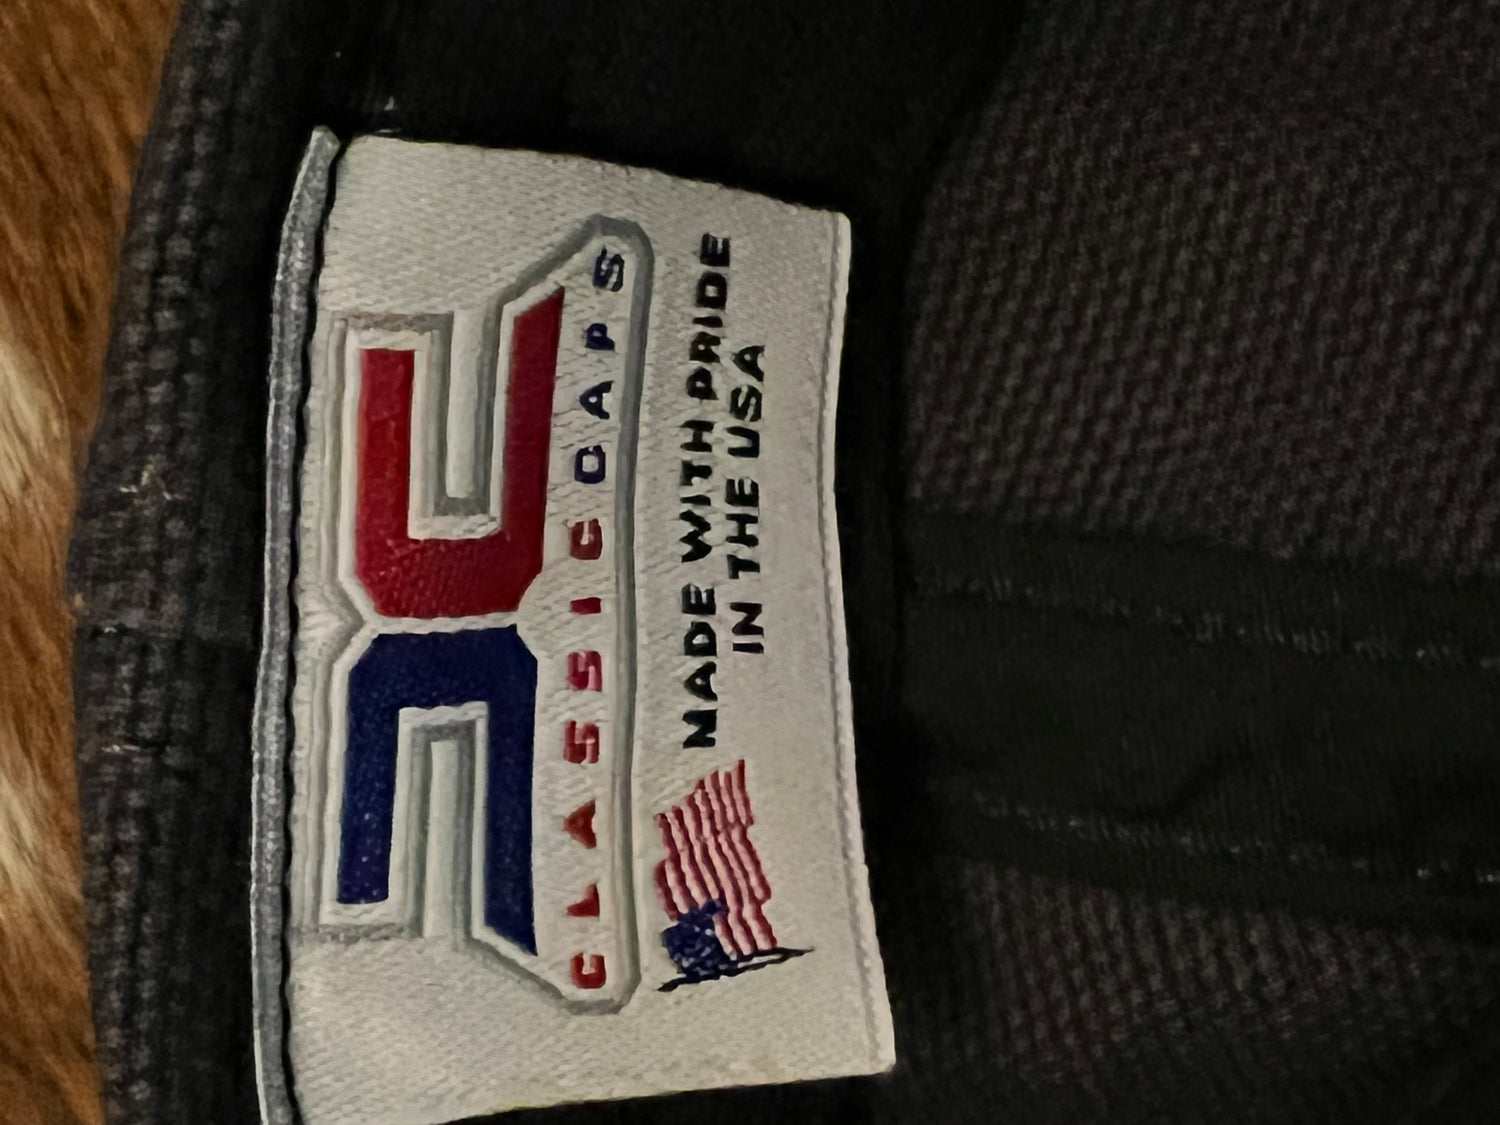 CLASSIC CAPS
MADE WITH PRIDE
IN THE USA